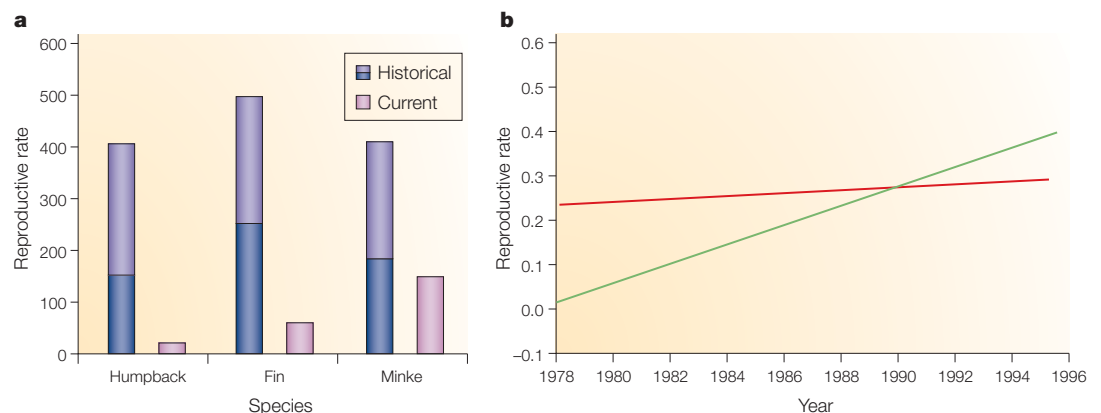 a
Reproductive rate
600
500
400
300
200
100
0
Historical
Current
Humpback Fin Minke
Species
b
Reproductive rate
0.6
0.5
0.4
0.3
0.2
0.1
0.0
–0.1
1978 1980 1982 1984 1986 1988 1990 1992 1994 1996
Year